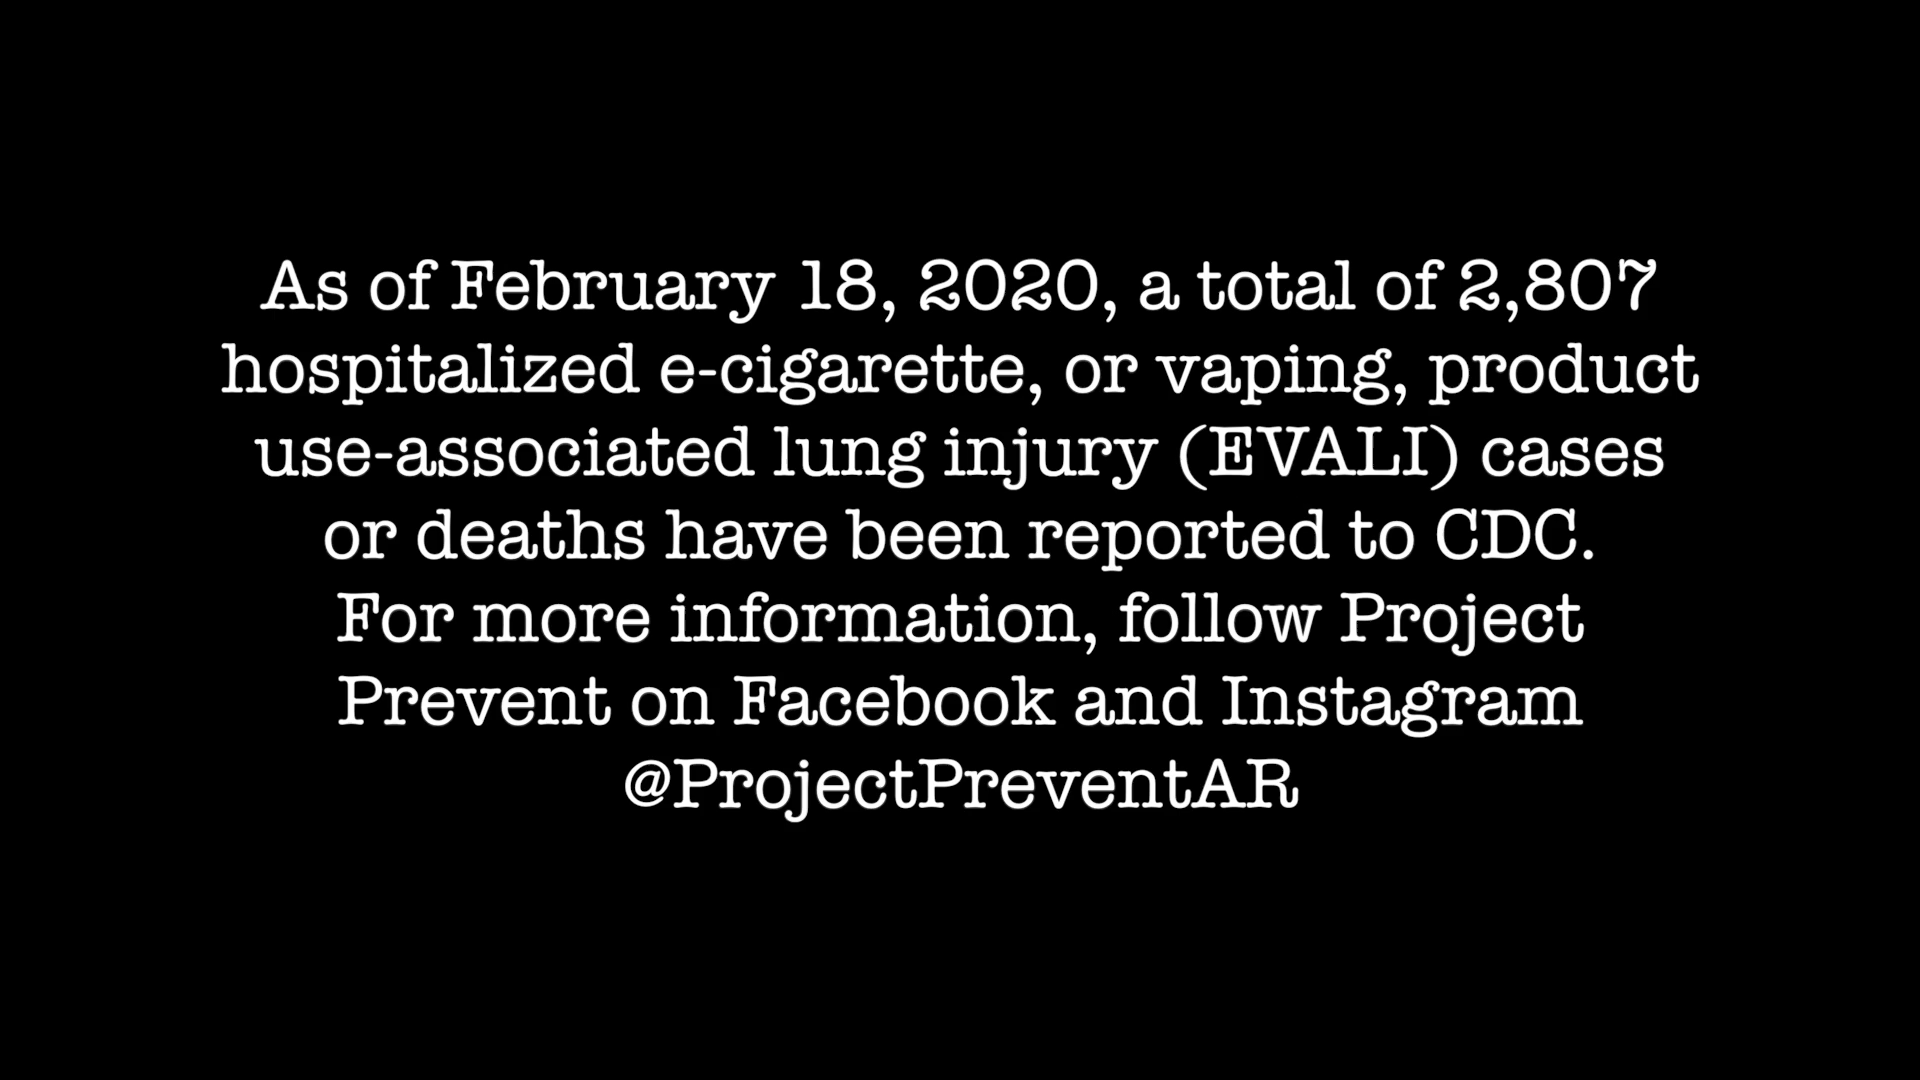 As of February 18, 2020, a total of 2,807
hospitalized e-cigarette, or vaping, product
use-associated lung injury (EVALI) cases
or deaths have been reported to CDC.
For more information, follow Project
Prevent on Facebook and Instagram
@ProjectPreventAR